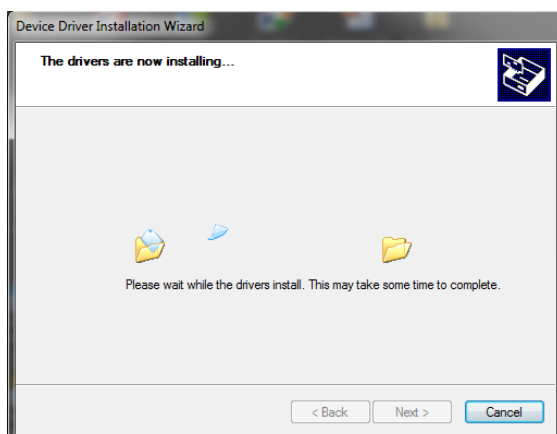 Device Driver Installation Wizard
The drivers are now installing...
Please wait while the drivers install. This may take some time to complete.
< Back
Next >
Cancel